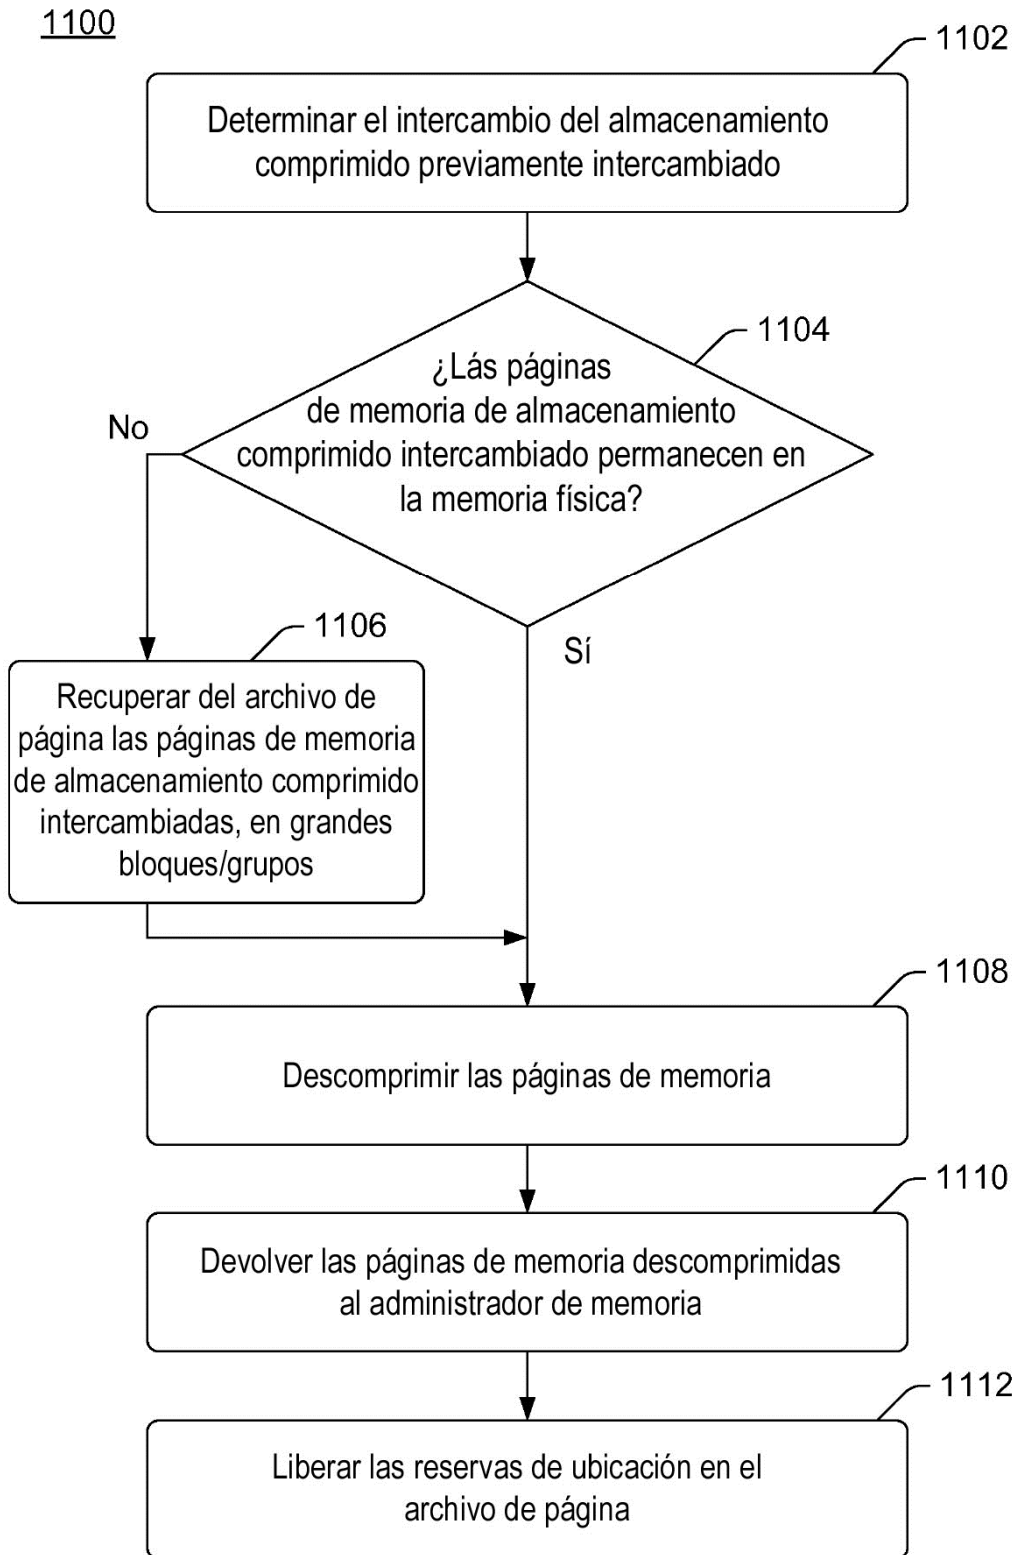 1100
1102
Determinar el intercambio del almacenamiento
comprimido previamente intercambiado
1104
¿Lás páginas
de memoria de almacenamiento
comprimido intercambiado permanecen en
la memoria física?
No
Sí
1106
Recuperar del archivo de
página las páginas de memoria
de almacenamiento comprimido
intercambiadas, en grandes
bloques/grupos
1108
Descomprimir las páginas de memoria
1110
Devolver las páginas de memoria descomprimidas
al administrador de memoria
1112
Liberar las reservas de ubicación en el
archivo de página